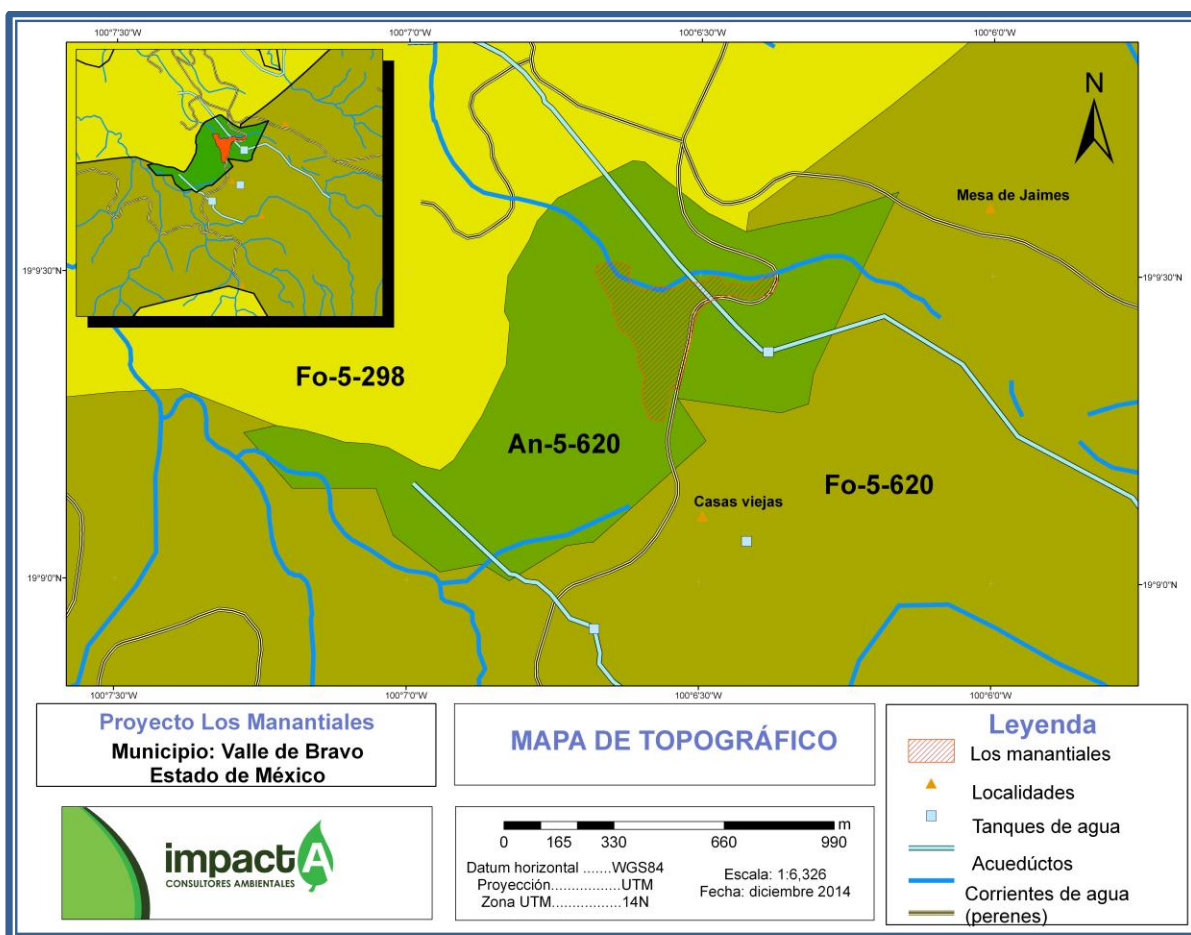 100°7'30"W 100°7'0"W 100°6'30"W 100°6'0"W
N
Mesa de Jaimes
19°9'30"N 19°9'30"N
Fo-5-298
An-5-620
Fo-5-620
Casas viejas
19°9'0"N 19°9'0"N
100°7'30"W 100°7'0"W 100°6'30"W 100°6'0"W
Proyecto Los Manantiales
Municipio: Valle de Bravo
Estado de México
MAPA DE TOPOGRÁFICO
Leyenda
Los manantiales
Localidades
Tanques de agua
Acuedúctos
Corrientes de agua
(perenes)
impactA
CONSULTORES AMBIENTALES
m
0 165 330 660 990
Datum horizontal .......WGS84
Proyección.................UTM
Zona UTM.................14N
Escala: 1:6,326
Fecha: diciembre 2014